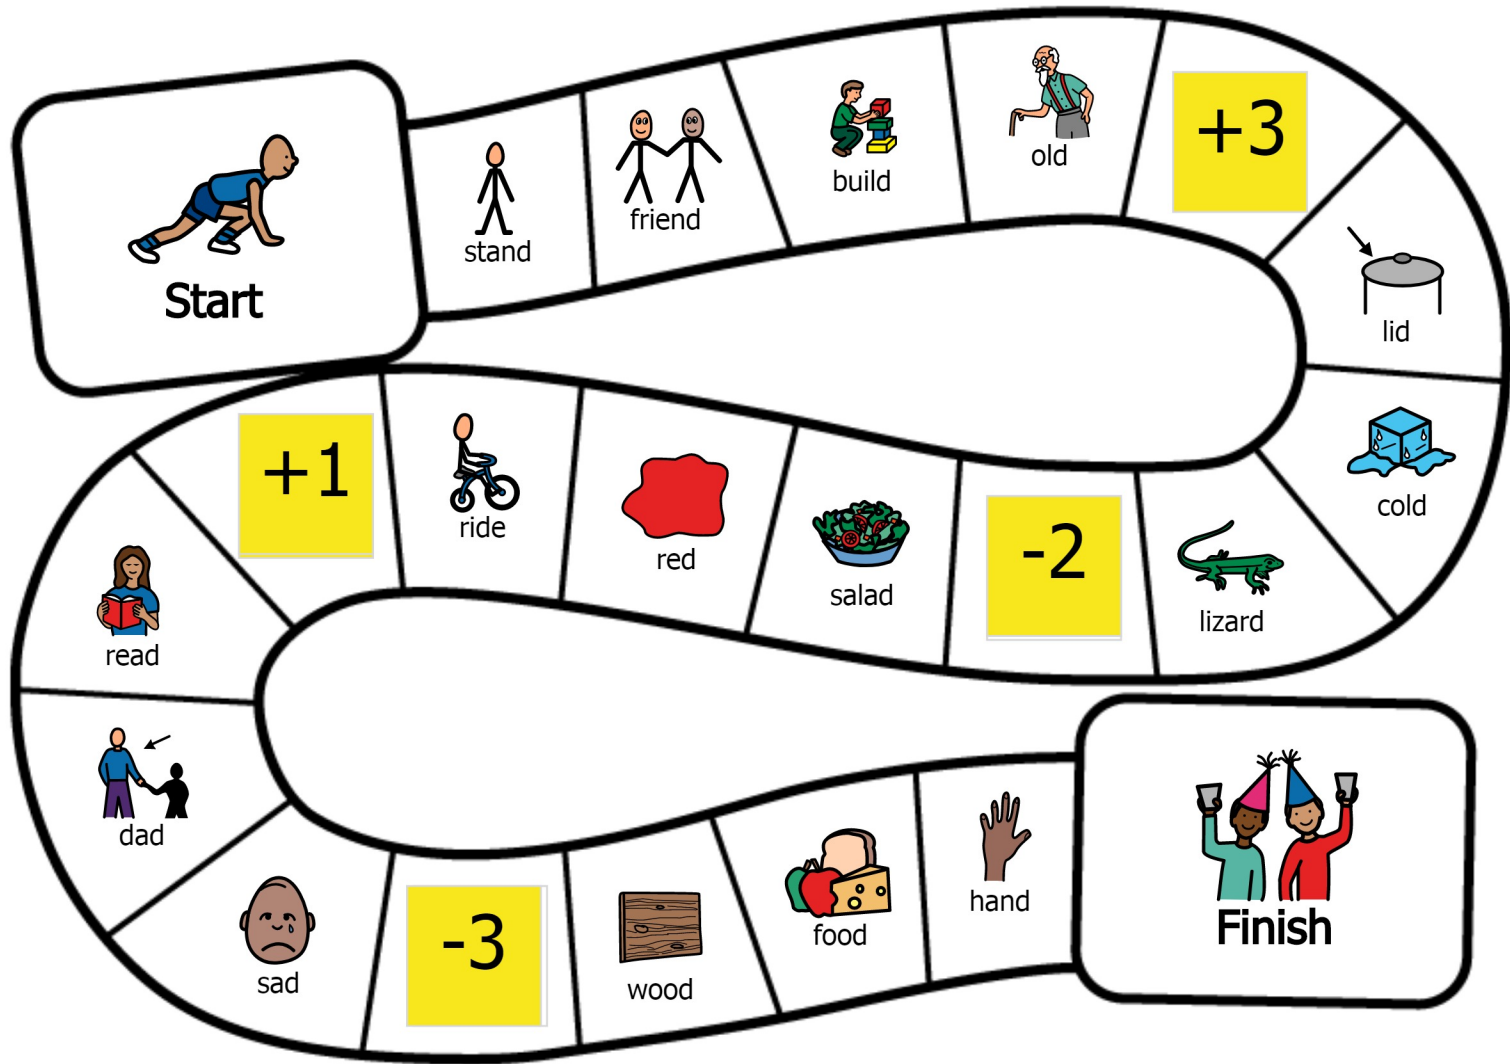 Start
stand
friend
build
old
+3
lid
cold
lizard
-2
salad
red
ride
+1
read
dad
sad
-3
wood
food
hand
Finish